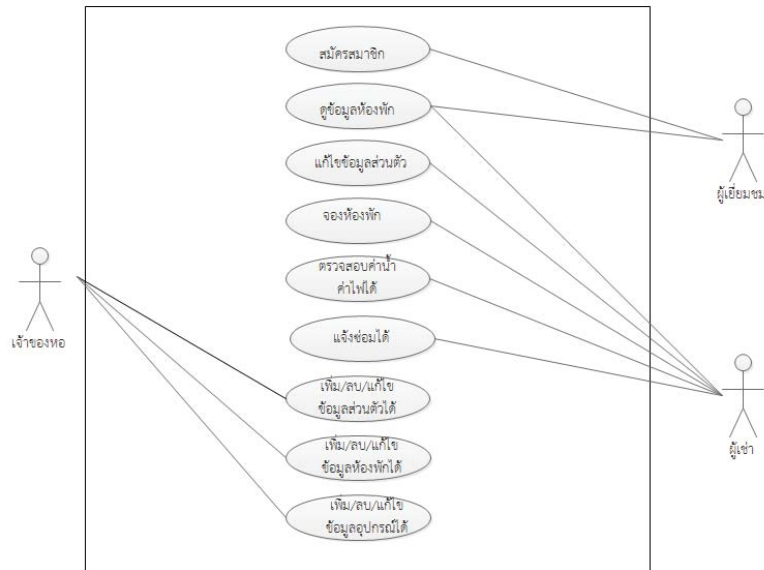 สมัครสมาชิก
ดูข้อมูลห้องพัก
แก้ไขข้อมูลส่วนตัว
จองห้องพัก
ตรวจสอบค่าน้ำ
ค่าไฟได้
แจ้งซ่อมได้
เพิ่ม/ลบ/แก้ไข
ข้อมูลส่วนตัวได้
เพิ่ม/ลบ/แก้ไข
ข้อมูลห้องพักได้
เพิ่ม/ลบ/แก้ไข
ข้อมูลอุปกรณ์ได้
เจ้าของหอ
ผู้เยี่ยมชม
ผู้เช่า